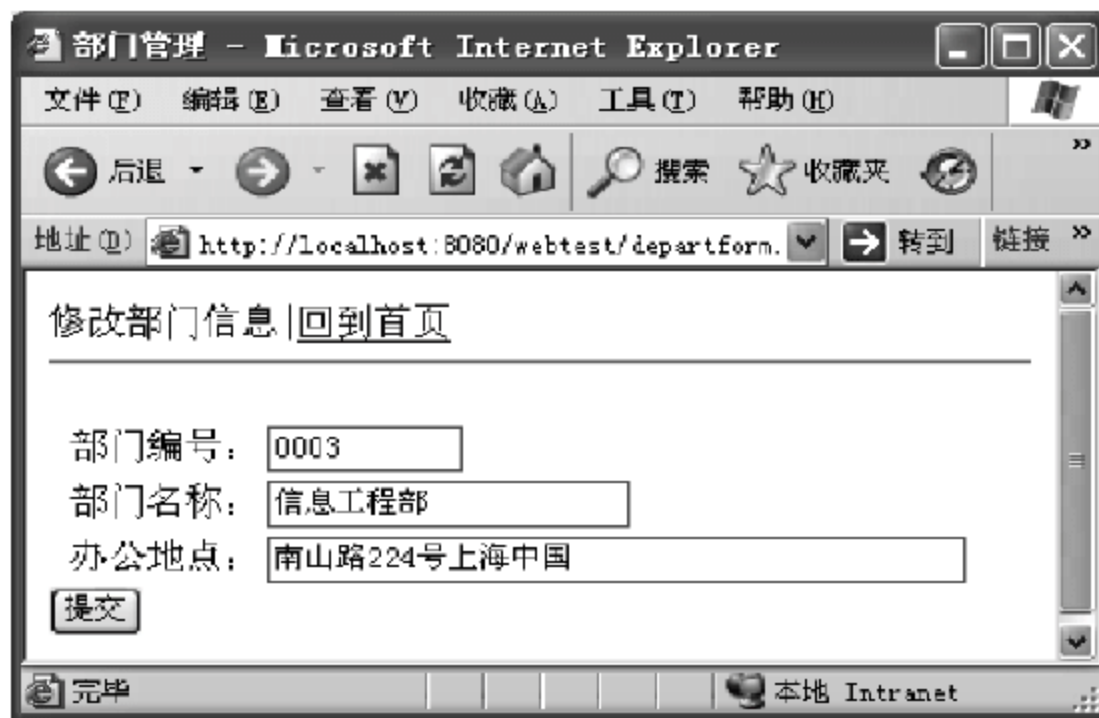 部门管理 - Microsoft Internet Explorer
文件(F) 编辑(E) 查看(V) 收藏(A) 工具(T) 帮助(H)
后退 搜索 收藏夹 »
地址(D) http://localhost:8080/webtest/departform. 转到 链接 »
修改部门信息|回到首页
部门编号： 0003
部门名称： 信息工程部
办公地点： 南山路224号上海中国
提交
完毕 本地 Intranet